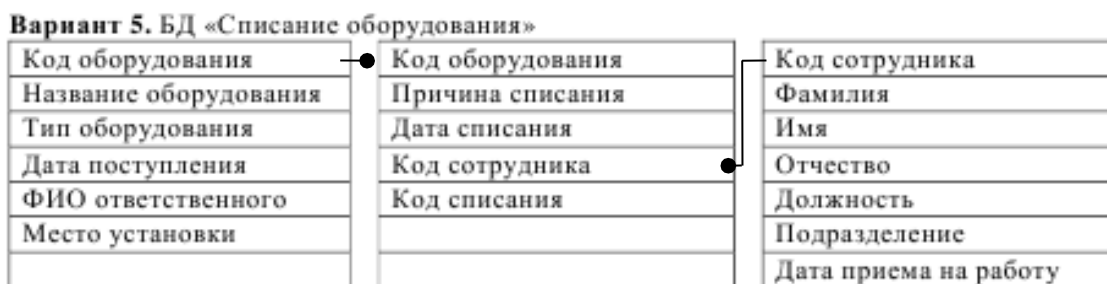 Вариант 5. БД «Списание оборудования»
Код оборудования
Название оборудования
Тип оборудования
Дата поступления
ФИО ответственного
Место установки
Код оборудования
Причина списания
Дата списания
Код сотрудника
Код списания
Код сотрудника
Фамилия
Имя
Отчество
Должность
Подразделение
Дата приема на работу